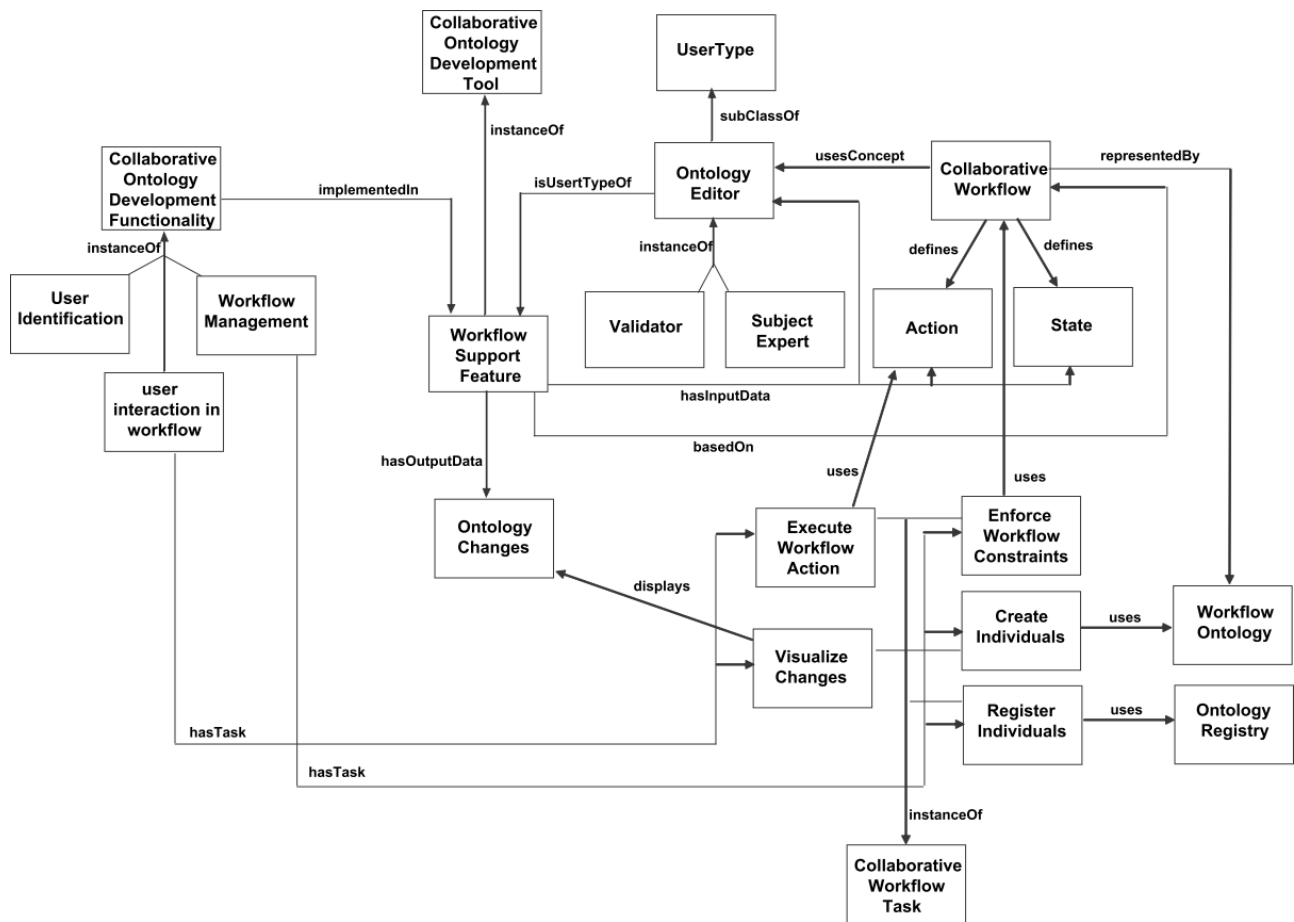 Collaborative
Ontology
Development
Tool
UserType
subClassOf
instanceOf
Collaborative
Ontology
Development
Functionality
implementedIn
isUsertTypeOf
Ontology
Editor
usesConcept
Collaborative
Workflow
representedBy
instanceOf
instanceOf
defines
defines
User
Identification
Workflow
Management
Validator
Subject
Expert
Action
State
Workflow
Support
Feature
user
interaction in
workflow
hasInputData
basedOn
hasOutputData
uses
uses
Ontology
Changes
Execute
Workflow
Action
Enforce
Workflow
Constraints
displays
Visualize
Changes
Create
Individuals
uses
Workflow
Ontology
Register
Individuals
uses
Ontology
Registry
hasTask
hasTask
instanceOf
Collaborative
Workflow
Task